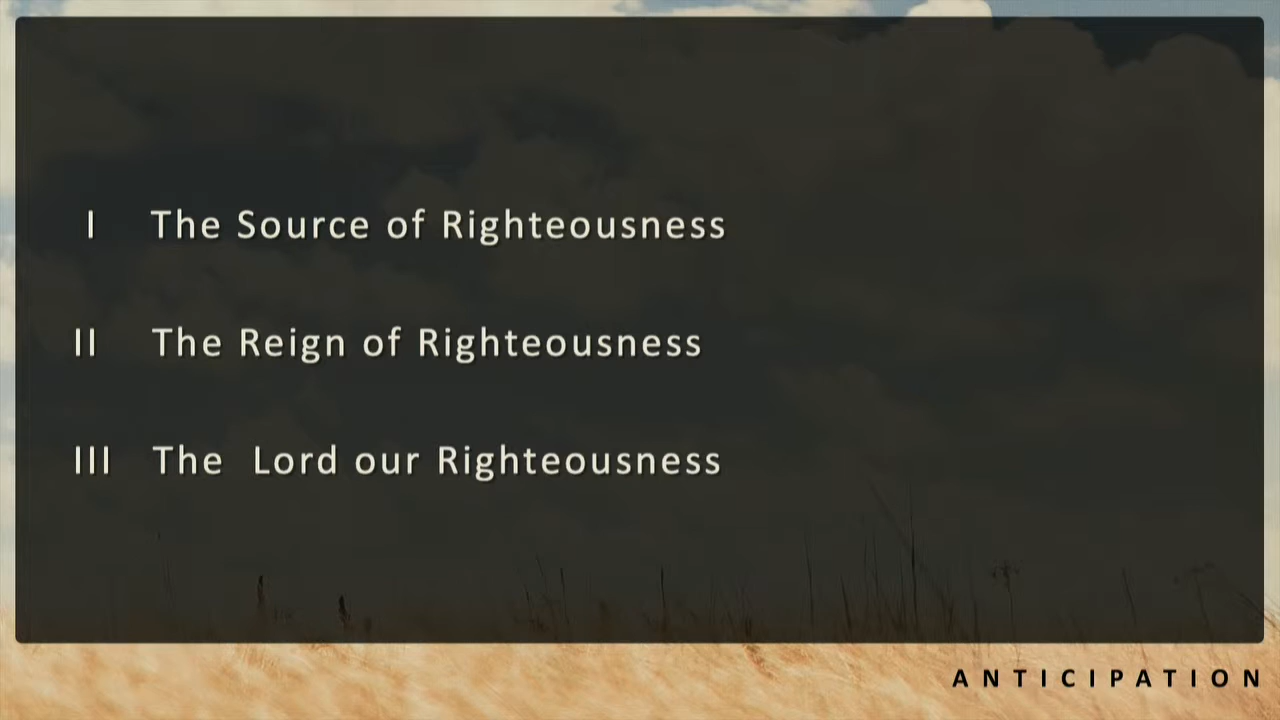 I The Source of Righteousness
II The Reign of Righteousness
III The Lord our Righteousness
ANTICIPATION